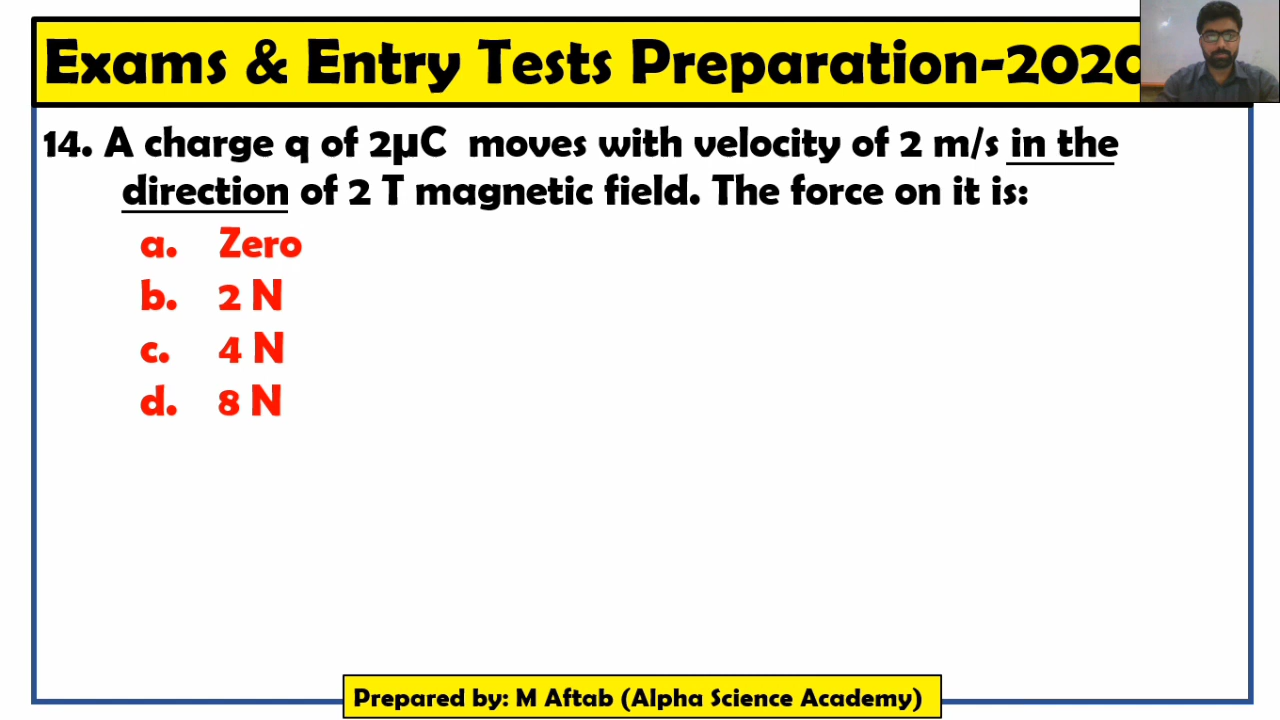 Exams & Entry Tests Preparation-2020
14. A charge q of 2µC moves with velocity of 2 m/s in the
direction of 2 T magnetic field. The force on it is:
a. Zero
b. 2 N
c. 4 N
d. 8 N
Prepared by: M Aftab (Alpha Science Academy)